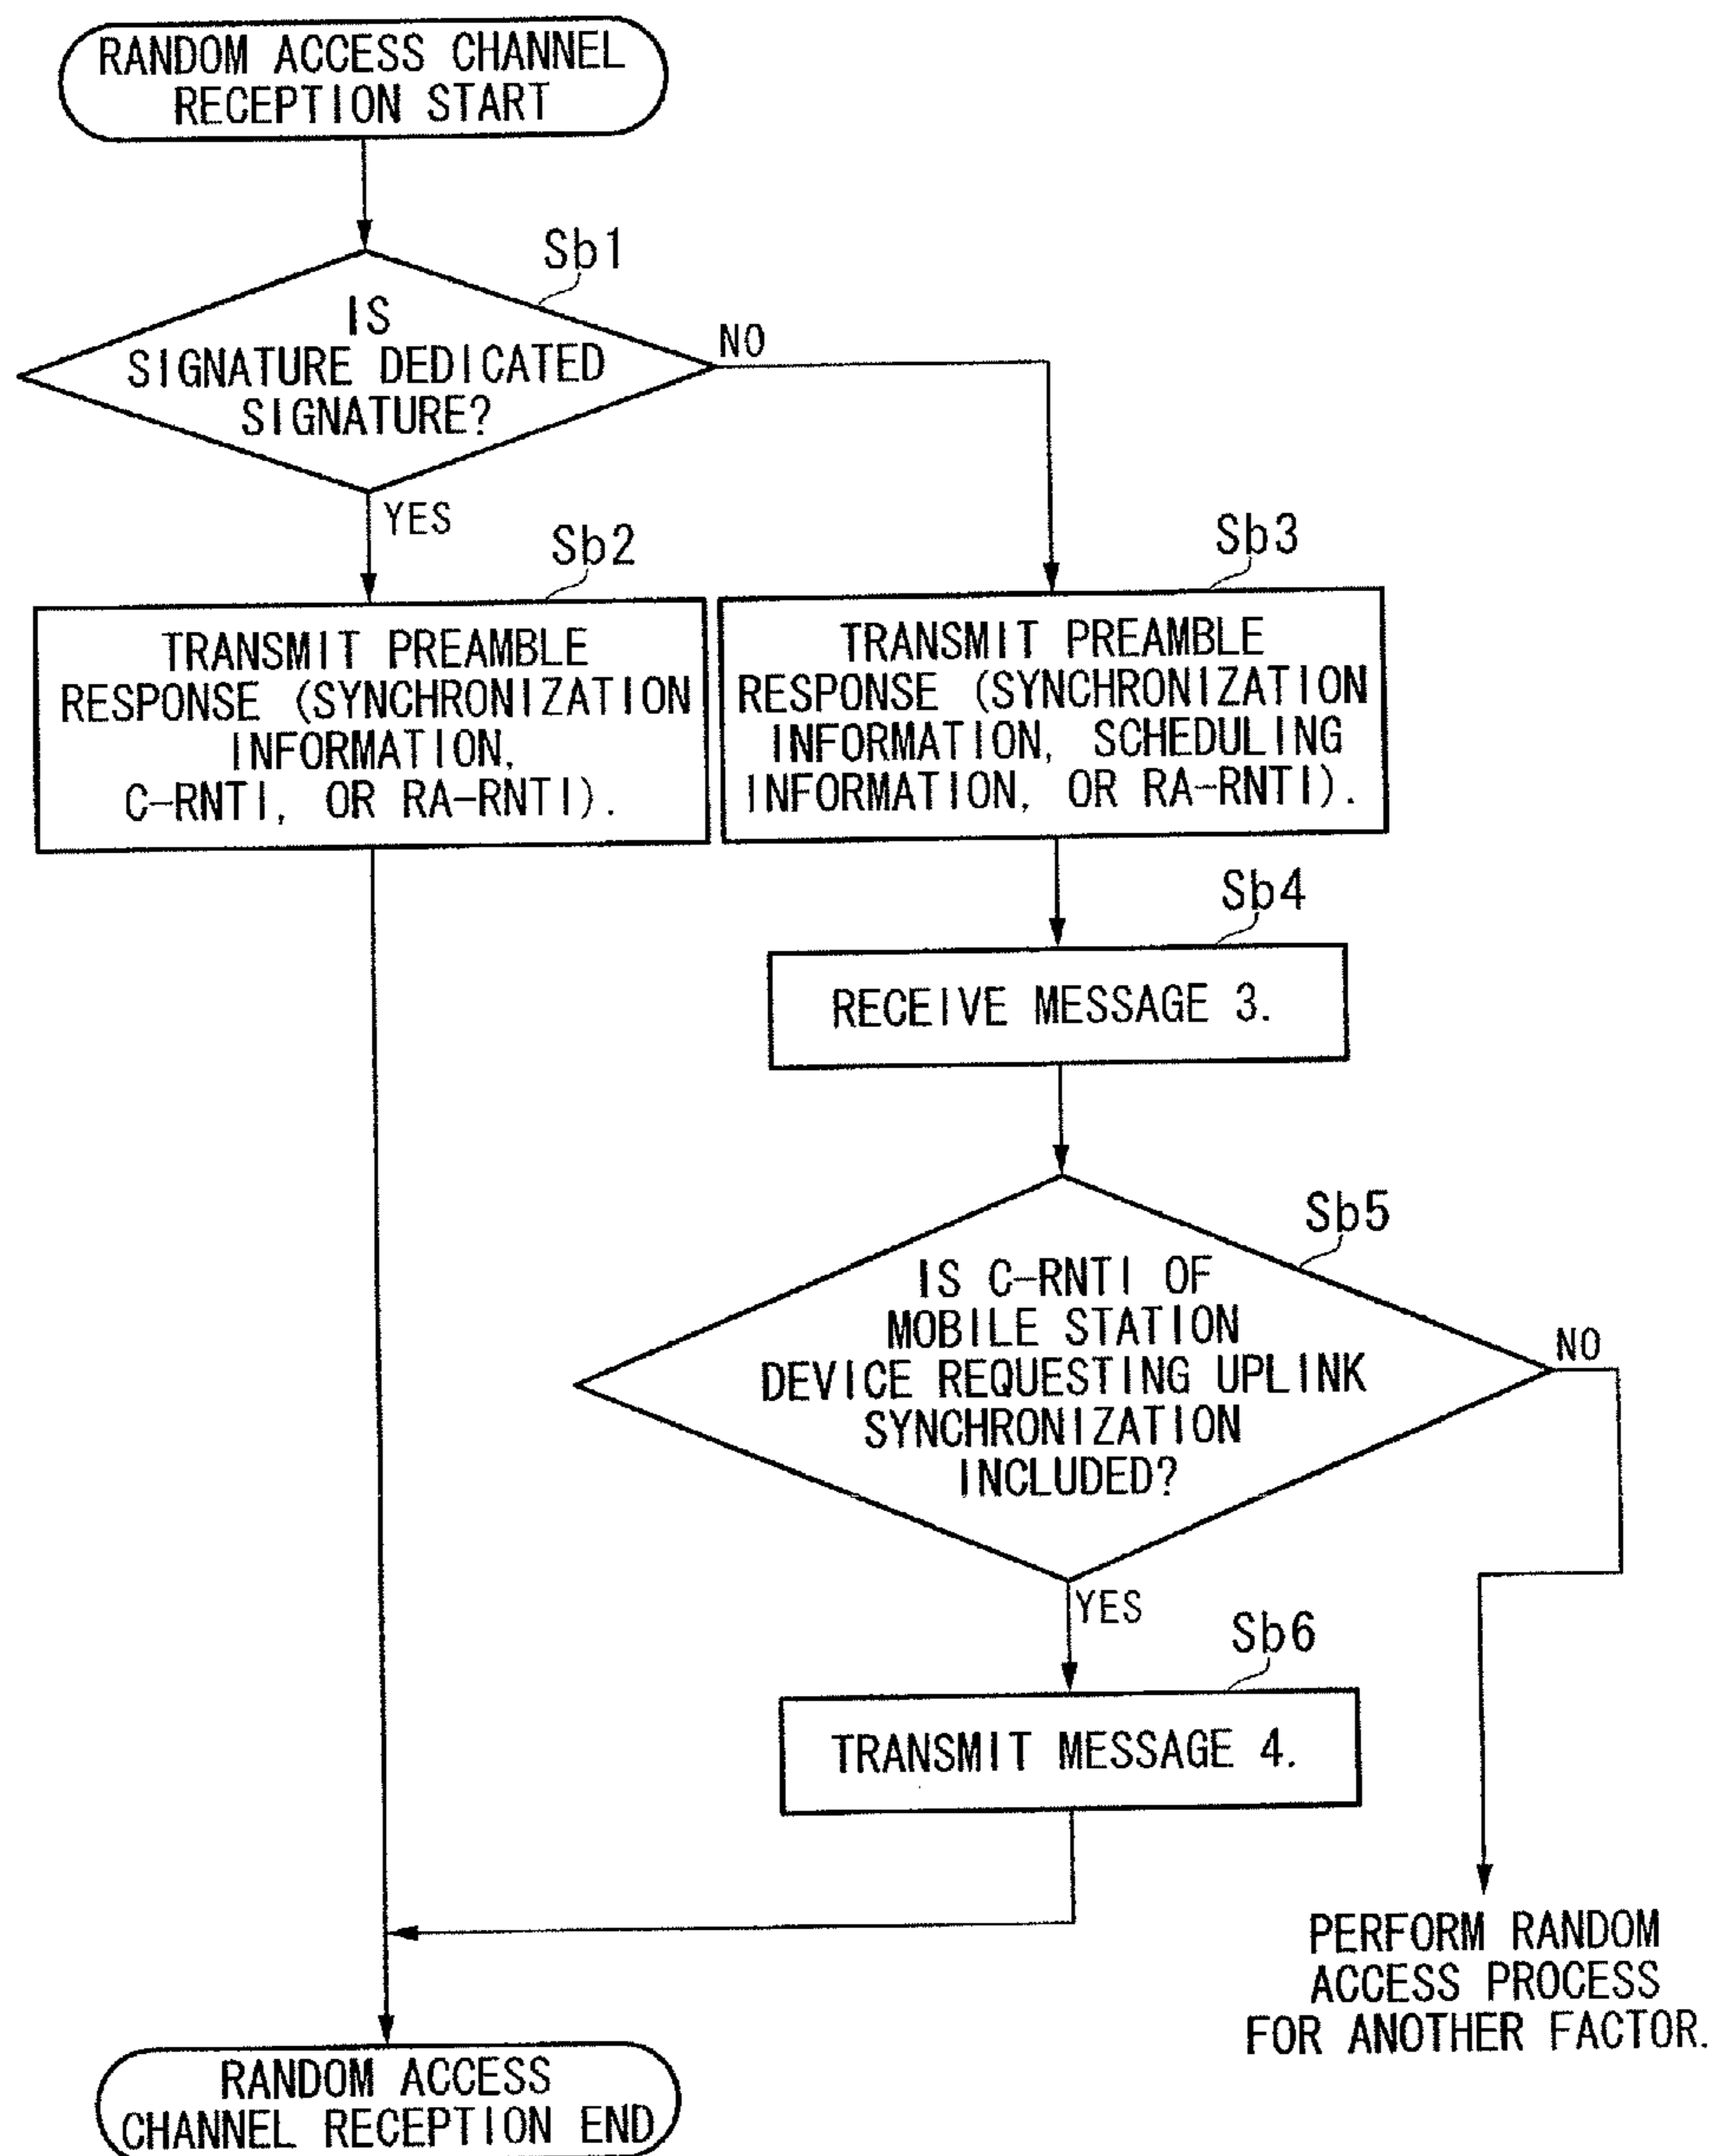 RANDOM ACCESS CHANNEL
RECEPTION START
Sb1
IS
SIGNATURE DEDICATED
SIGNATURE?
NO
YES
Sb2
TRANSMIT PREAMBLE
RESPONSE (SYNCHRONIZATION
INFORMATION,
C-RNTI, OR RA-RNTI).
Sb3
TRANSMIT PREAMBLE
RESPONSE (SYNCHRONIZATION
INFORMATION, SCHEDULING
INFORMATION, OR RA-RNTI).
Sb4
RECEIVE MESSAGE 3.
Sb5
IS C-RNTI OF
MOBILE STATION
DEVICE REQUESTING UPLINK
SYNCHRONIZATION
INCLUDED?
NO
YES
Sb6
TRANSMIT MESSAGE 4.
PERFORM RANDOM
ACCESS PROCESS
FOR ANOTHER FACTOR.
RANDOM ACCESS
CHANNEL RECEPTION END